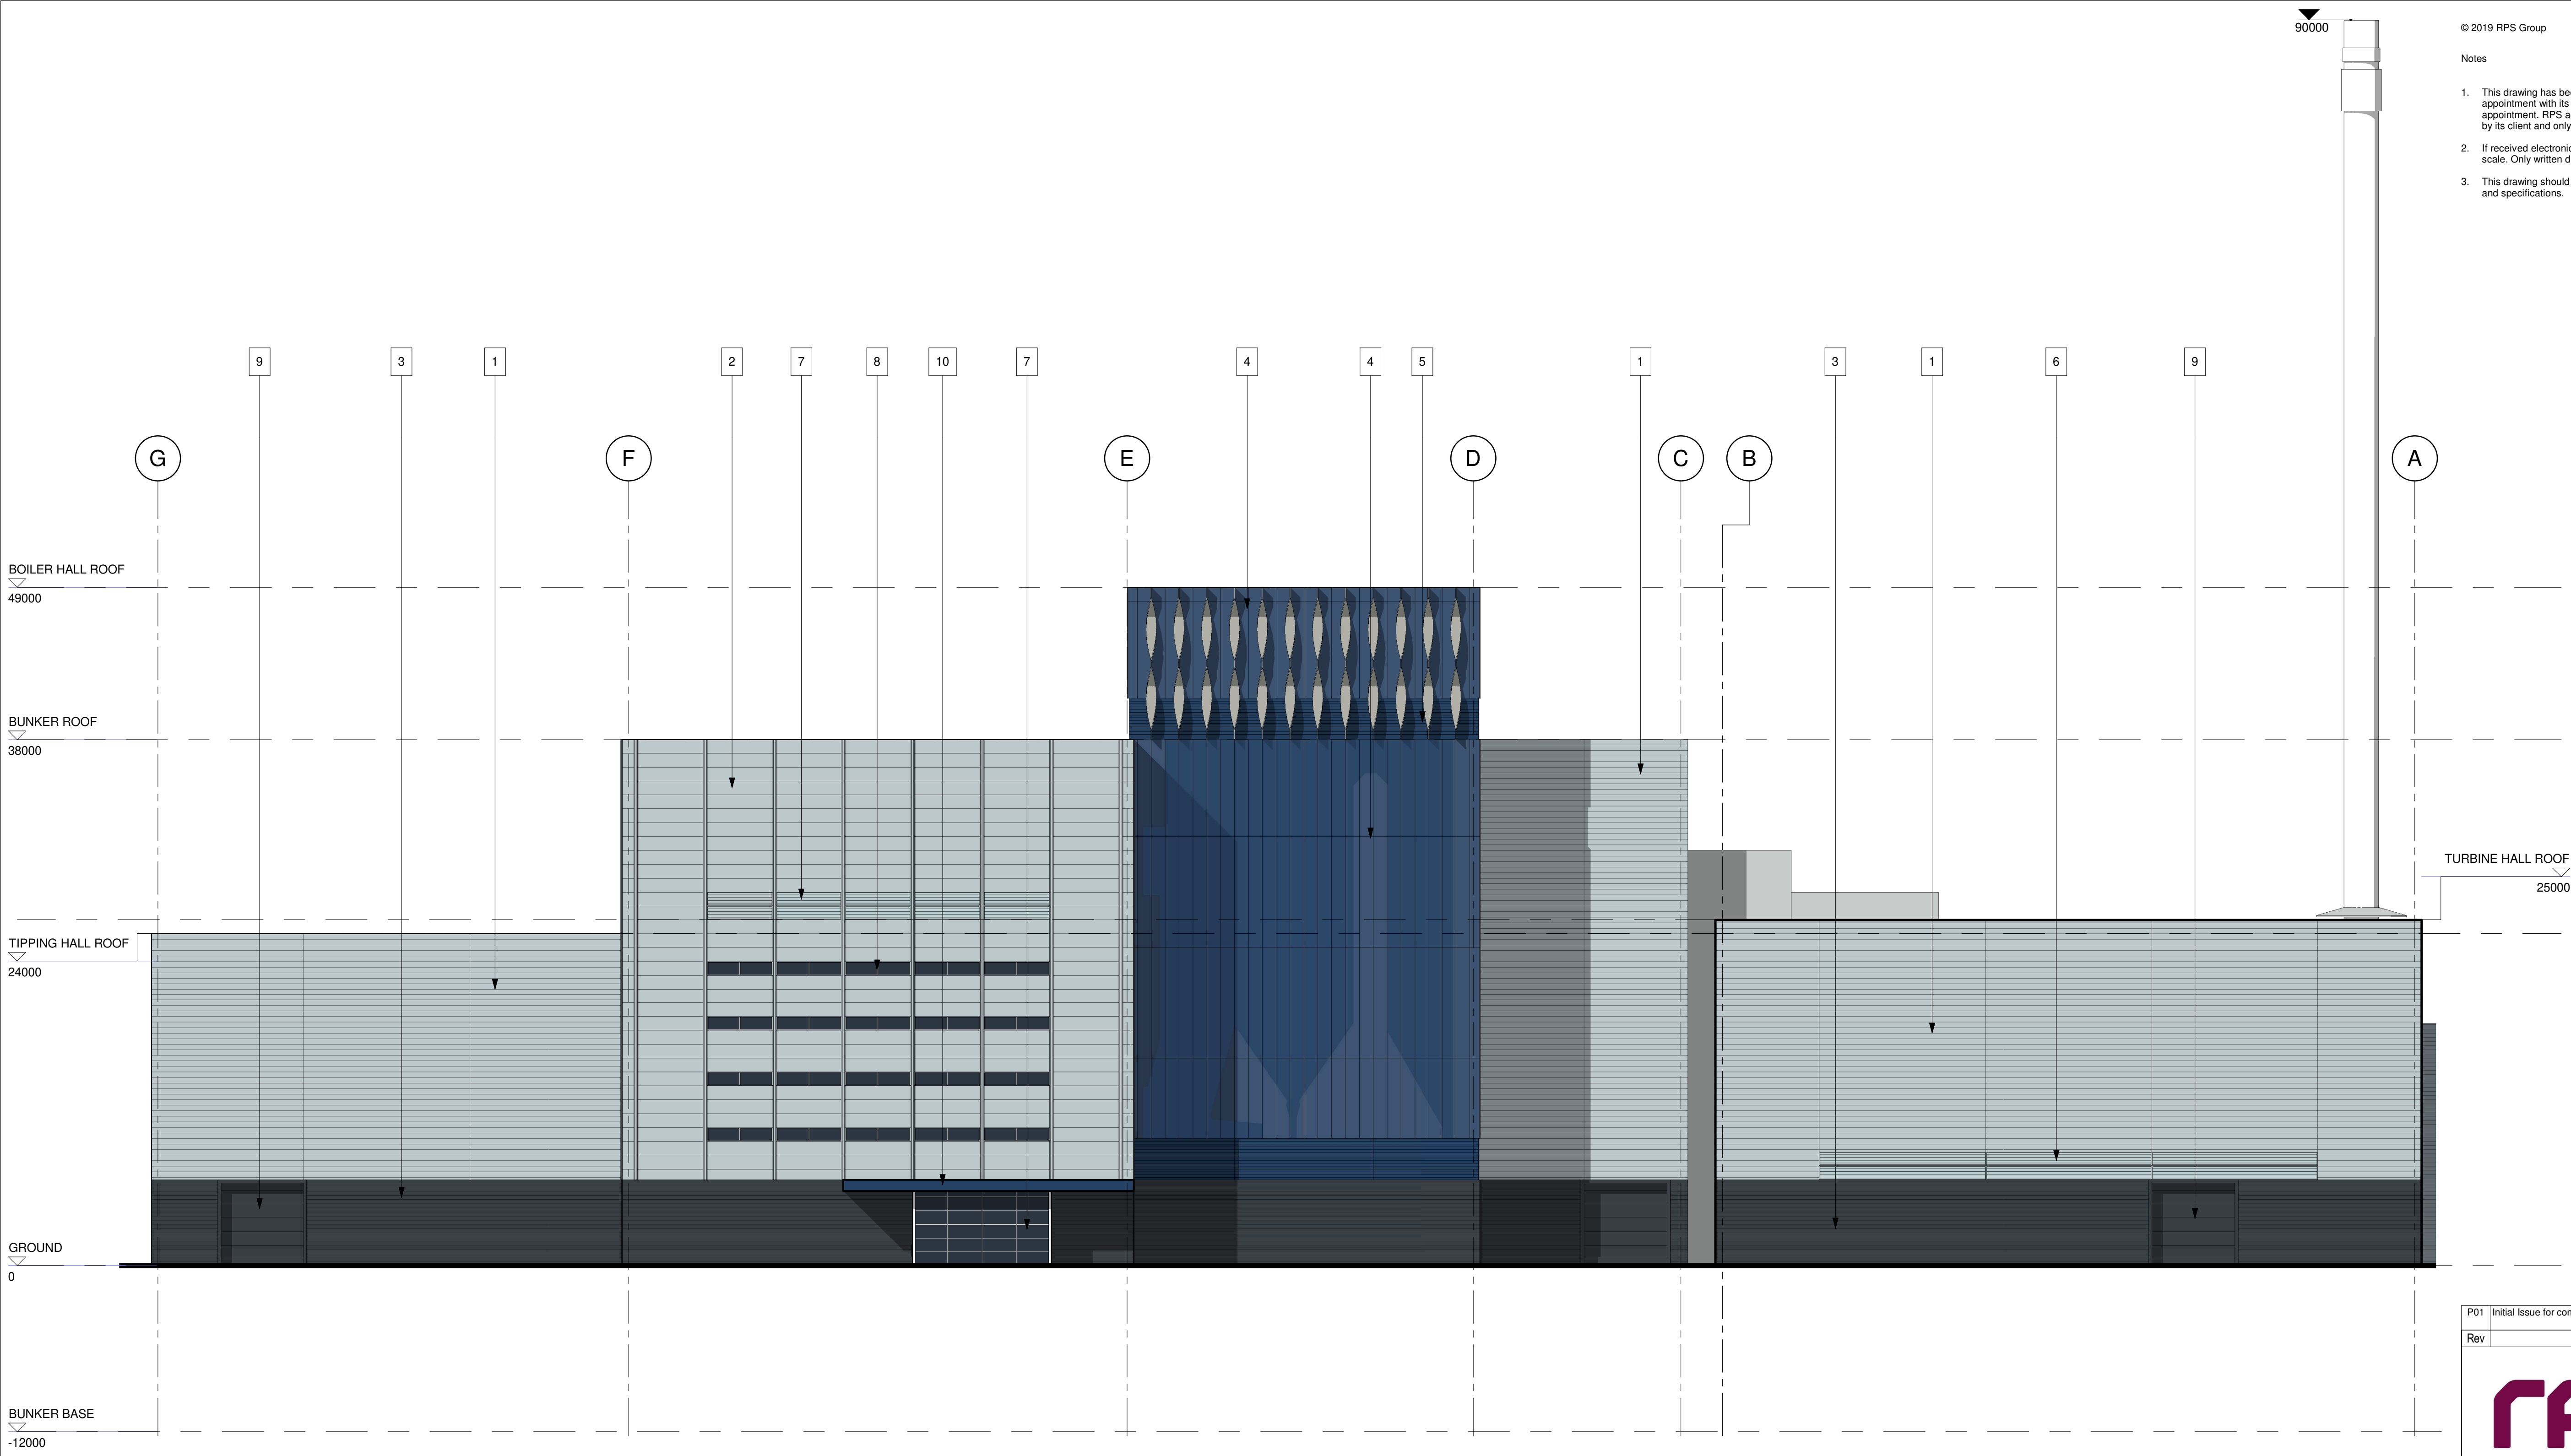 90000
© 2019 RPS Group
Notes
1. This drawing has be
appointment with its
appointment. RPS a
by its client and only
2. If received electroni
scale. Only written d
3. This drawing should
and specifications.
9 3 1 2 7 8 10 7 4 4 5 1 3 1 6 9
G F E D C B A
BOILER HALL ROOF
49000
BUNKER ROOF
38000
TURBINE HALL ROOF
25000
TIPPING HALL ROOF
24000
GROUND
0
P01 Initial Issue for con
Rev
BUNKER BASE
-12000